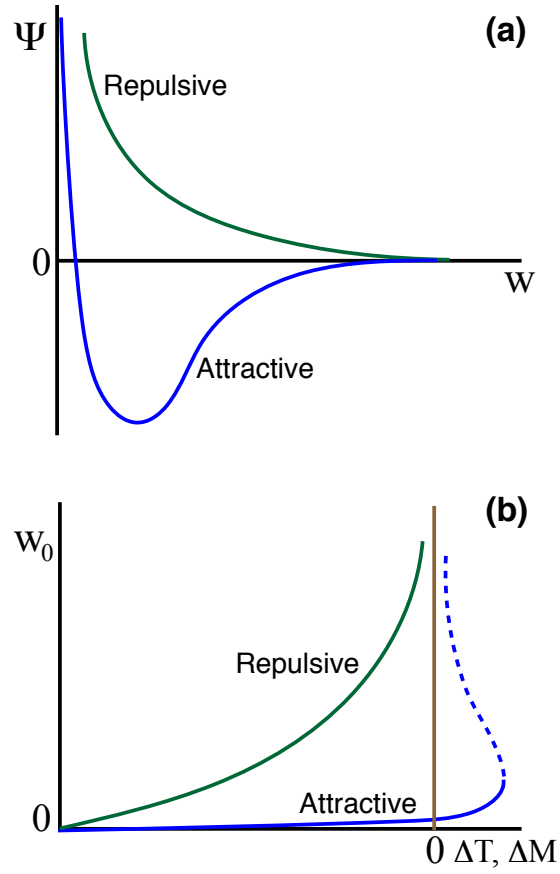 Ψ
(a)
Repulsive
0
w
Attractive
(b)
w₀
Repulsive
Attractive
0
0 ΔT, ΔM